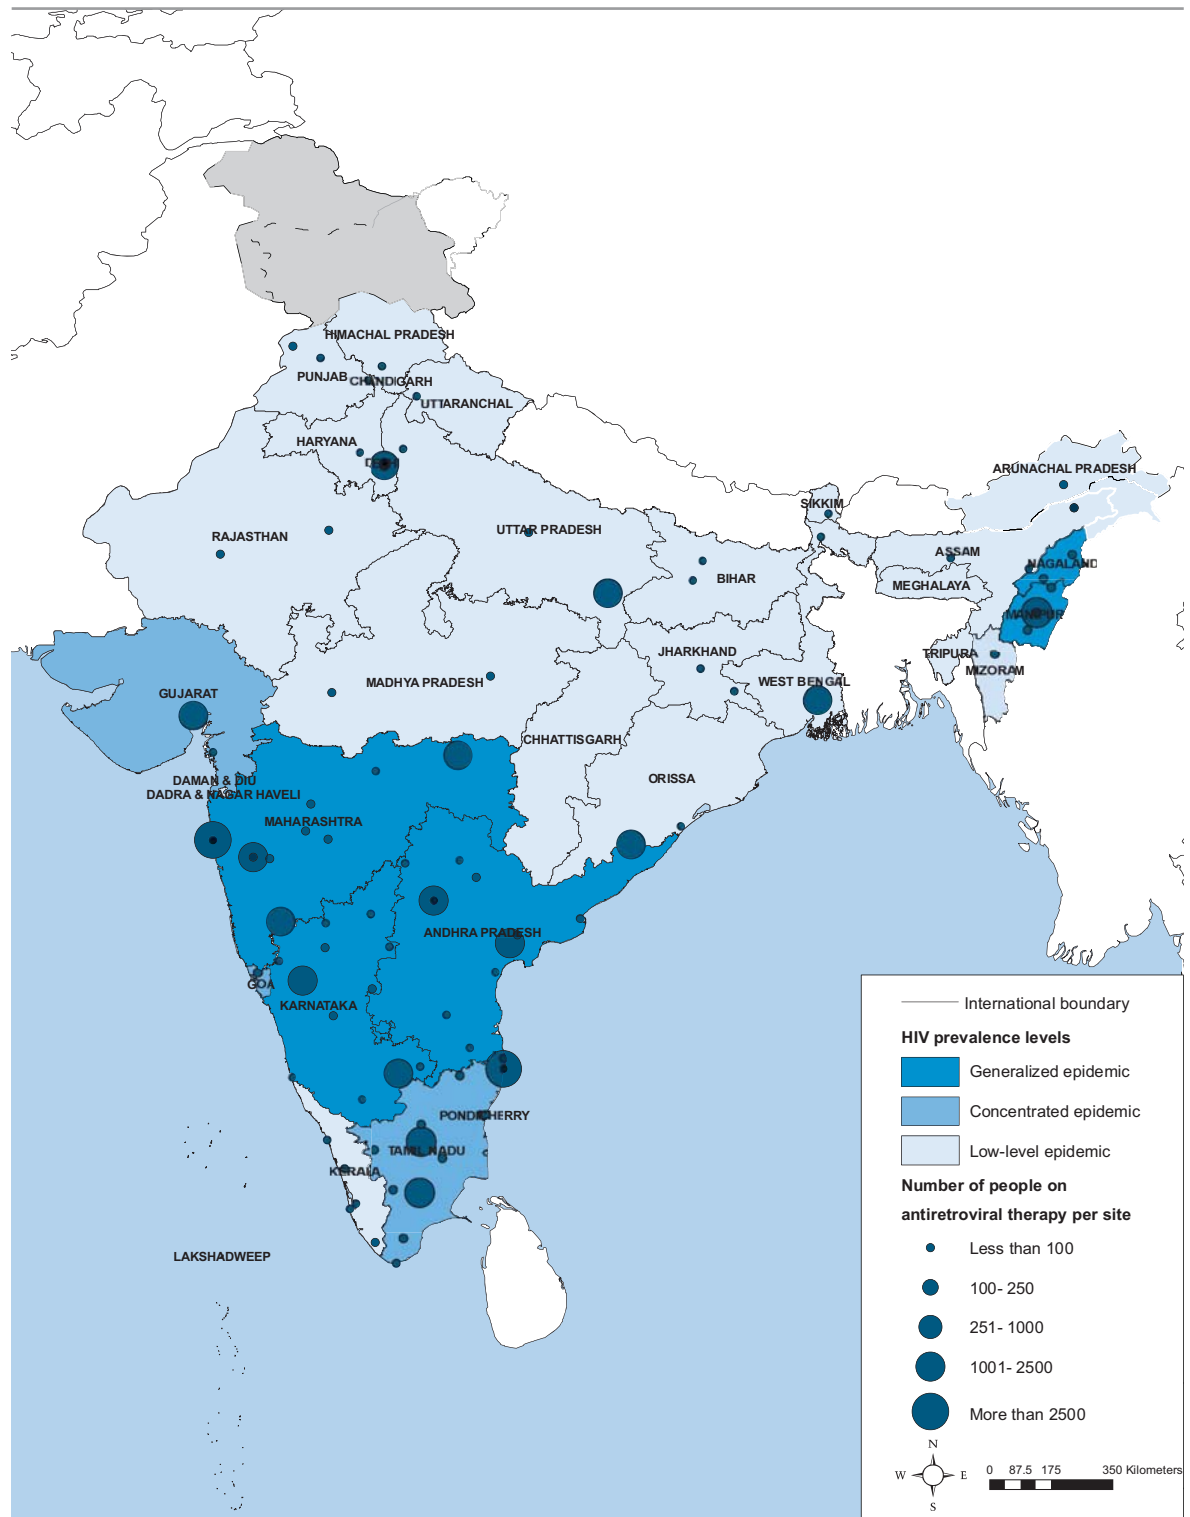 HIMACHAL PRADESH
PUNJAB
CHANDIGARH
UTTARANCHAL
HARYANA
DELHI
ARUNACHAL PRADESH
SIKKIM
RAJASTHAN
UTTAR PRADESH
ASSAM
NAGALAND
BIHAR
MEGHALAYA
MANIPUR
JHARKHAND
TRIPURA
MIZORAM
MADHYA PRADESH
WEST BENGAL
GUJARAT
CHHATTISGARH
ORISSA
DAMAN & DIU
DADRA & NAGAR HAVELI
MAHARASHTRA
ANDHRA PRADESH
GOA
KARNATAKA
PONDICHERRY
TAMIL NADU
KERALA
LAKSHADWEEP
International boundary
HIV prevalence levels
Generalized epidemic
Concentrated epidemic
Low-level epidemic
Number of people on
antiretroviral therapy per site
Less than 100
100- 250
251- 1000
1001- 2500
More than 2500
N
W E
S
0 87.5 175 350 Kilometers